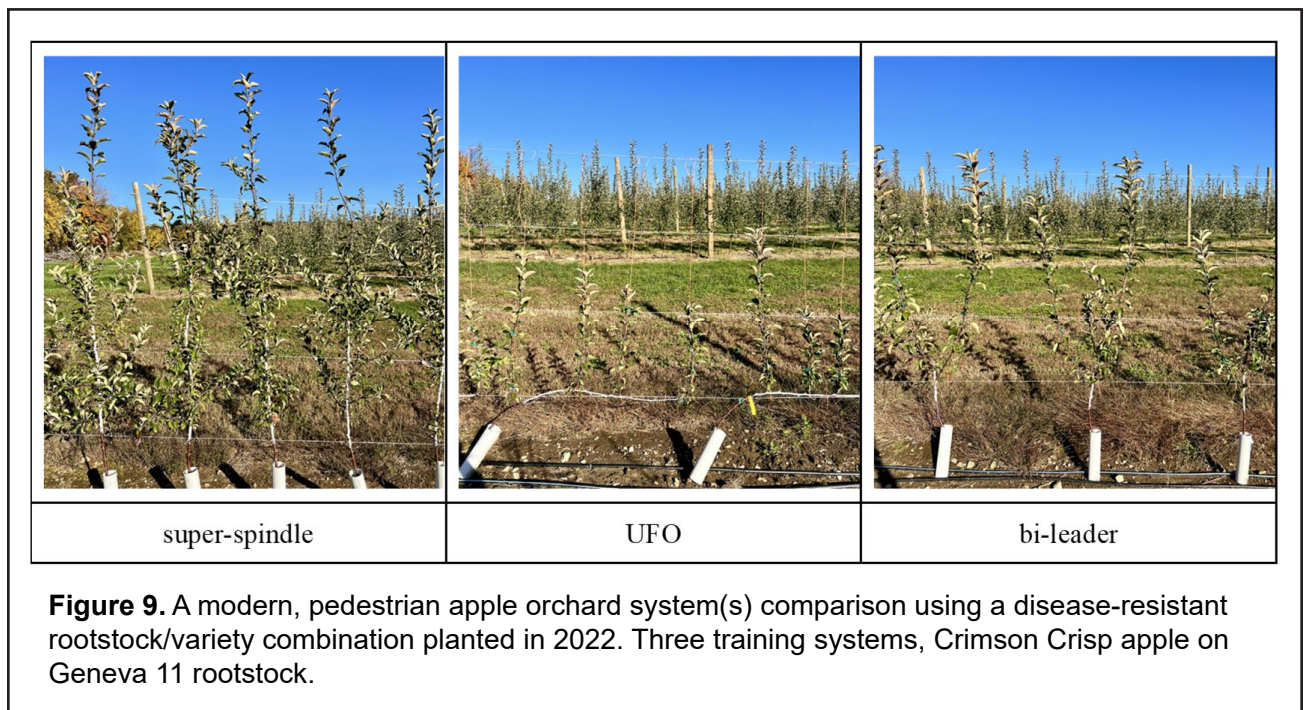 super-spindle
UFO
bi-leader
Figure 9. A modern, pedestrian apple orchard system(s) comparison using a disease-resistant
rootstock/variety combination planted in 2022. Three training systems, Crimson Crisp apple on
Geneva 11 rootstock.